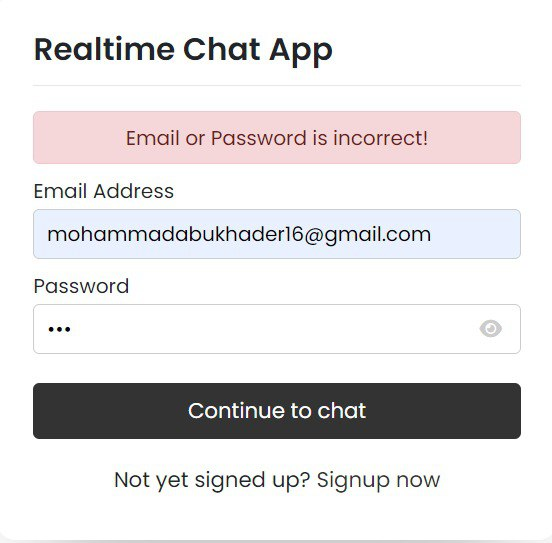 Realtime Chat App
Email or Password is incorrect!
Email Address
mohammadabukhader16@gmail.com
Password
•••
Continue to chat
Not yet signed up? Signup now